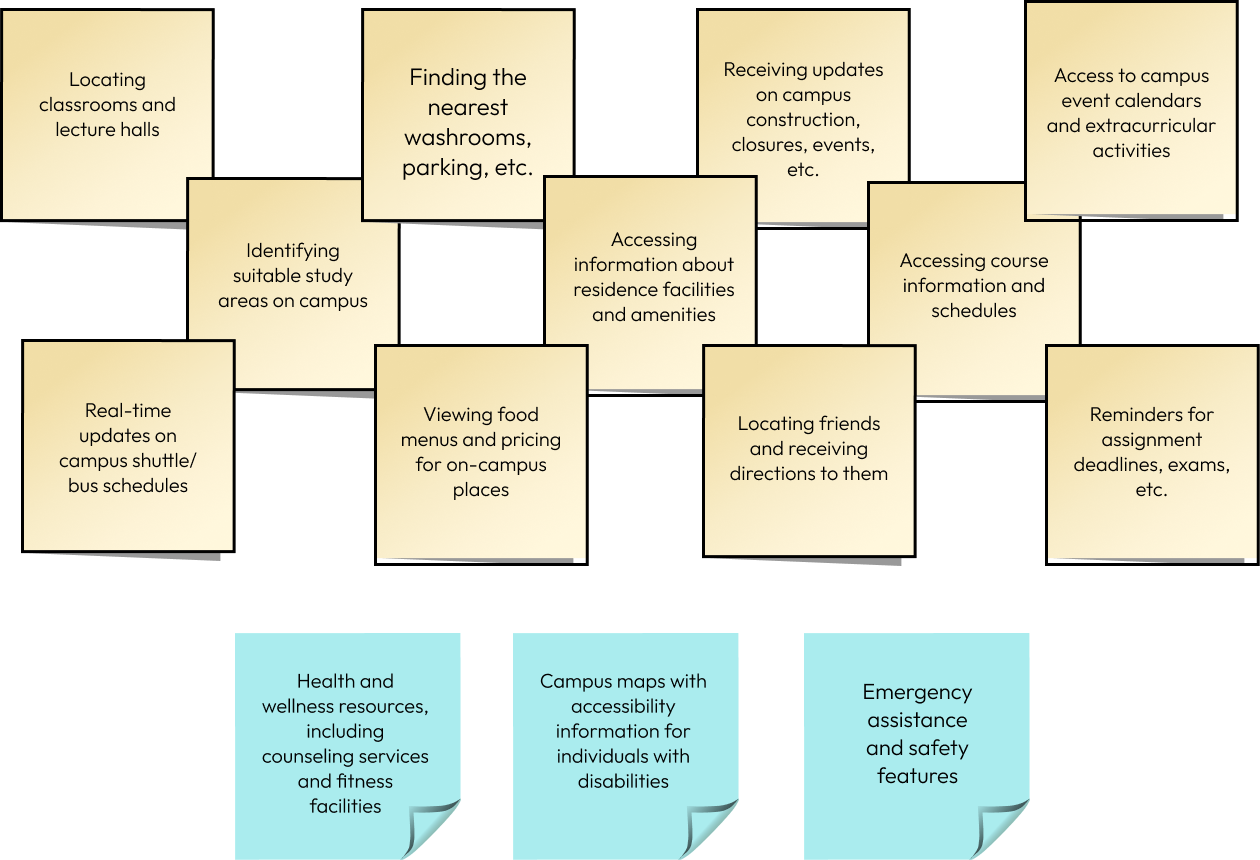 Locating
classrooms and
lecture halls
Finding the
nearest
washrooms,
parking, etc.
Receiving updates
on campus
construction,
closures, events,
etc.
Access to campus
event calendars
and extracurricular
activities
Identifying
suitable study
areas on campus
Accessing
information about
residence facilities
and amenities
Accessing course
information and
schedules
Real-time
updates on
campus shuttle/
bus schedules
Viewing food
menus and pricing
for on-campus
places
Locating friends
and receiving
directions to them
Reminders for
assignment
deadlines, exams,
etc.
Health and
wellness resources,
including
counseling services
and fitness
facilities
Campus maps with
accessibility
information for
individuals with
disabilities
Emergency
assistance
and safety
features